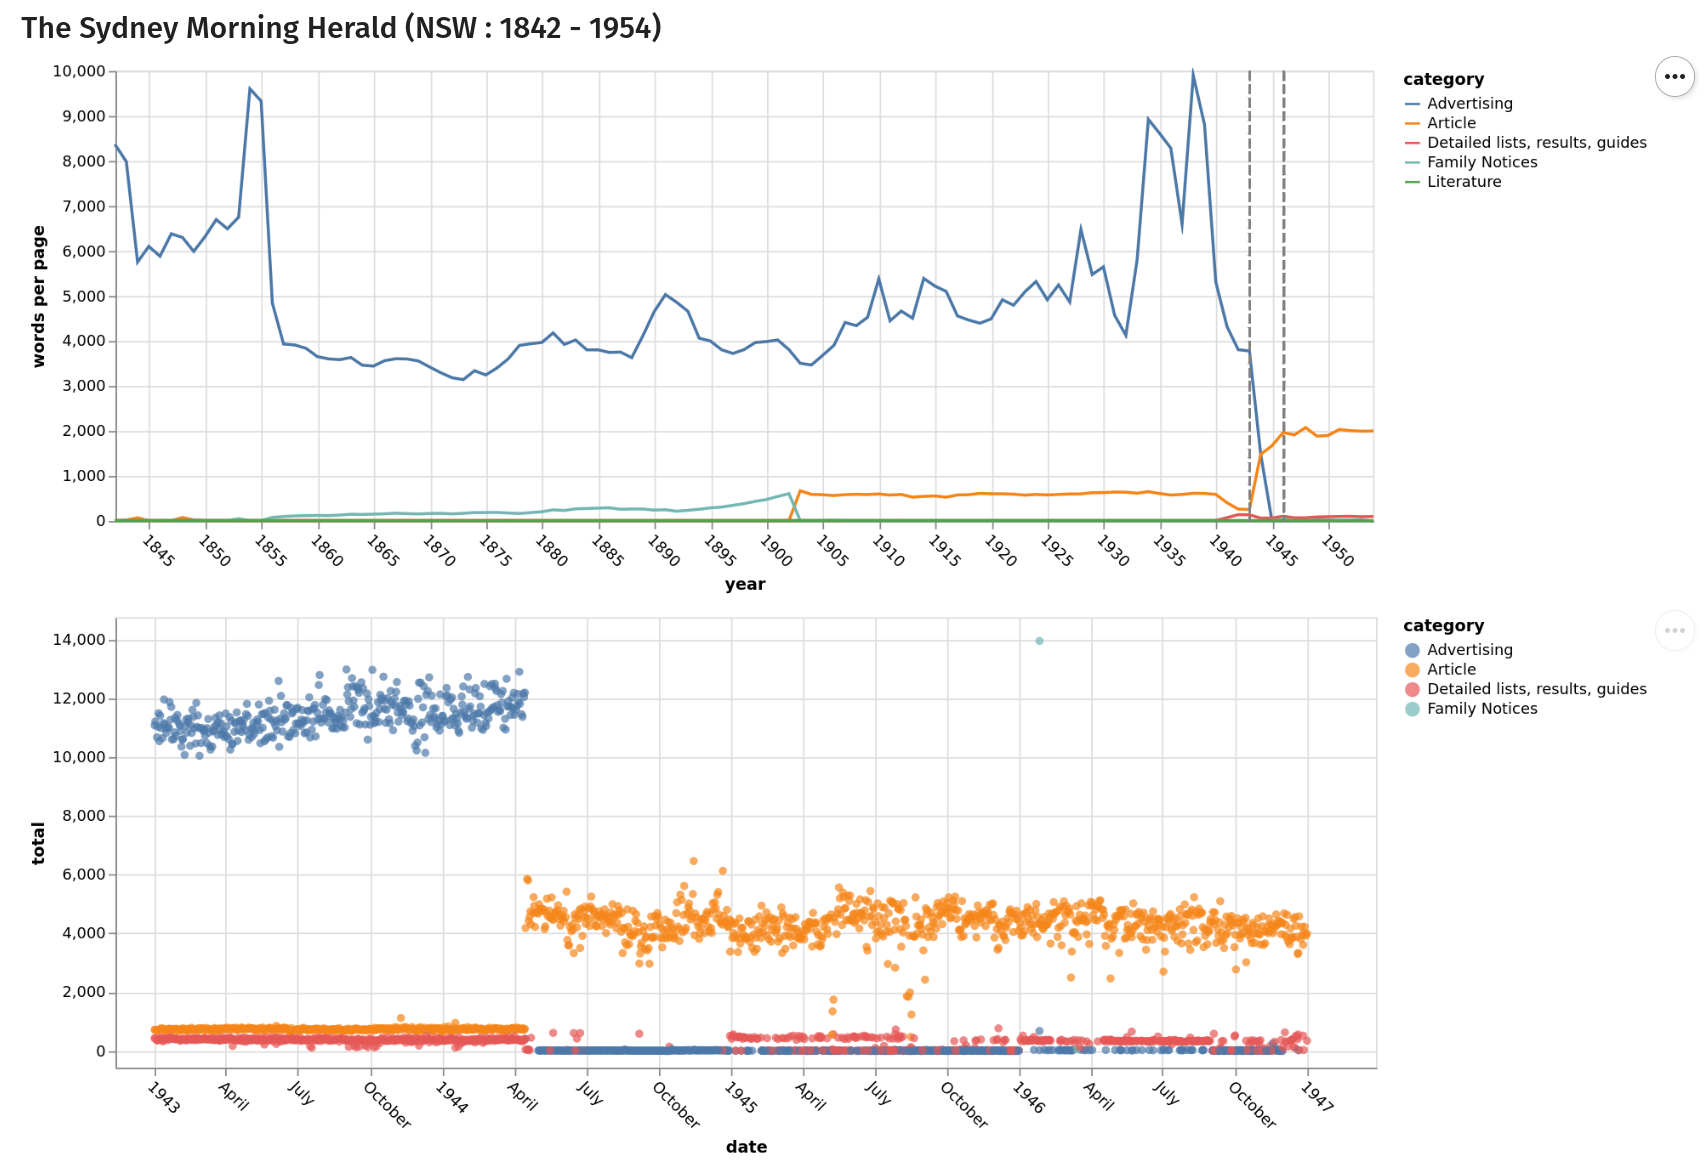 The Sydney Morning Herald (NSW : 1842 - 1954)
10,000
9,000
8,000
7,000
6,000
5,000
4,000
3,000
2,000
1,000
0
words per page
1845 1850 1855 1860 1865 1870 1875 1880 1885 1890 1895 1900 1905 1910 1915 1920 1925 1930 1935 1940 1945 1950
year
category
Advertising
Article
Detailed lists, results, guides
Family Notices
Literature
14,000
12,000
10,000
8,000
6,000
4,000
2,000
0
total
1943 April July October 1944 April July October 1945 April July October 1946 April July October 1947
date
category
Advertising
Article
Detailed lists, results, guides
Family Notices